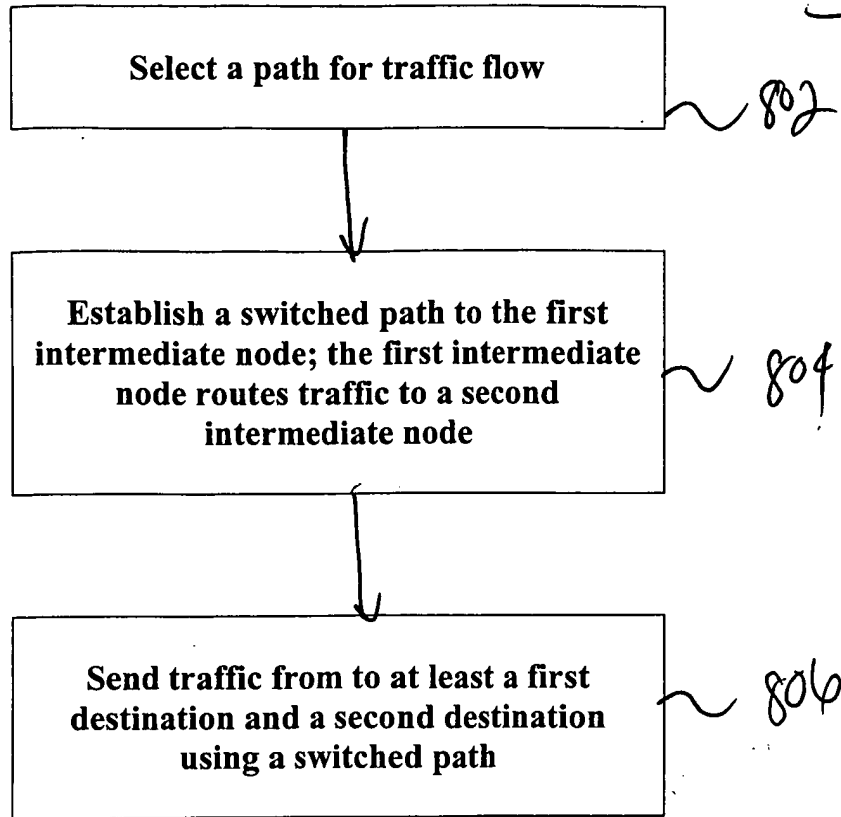 Select a path for traffic flow
802
Establish a switched path to the first
intermediate node; the first intermediate
node routes traffic to a second
intermediate node
804
Send traffic from to at least a first
destination and a second destination
using a switched path
806